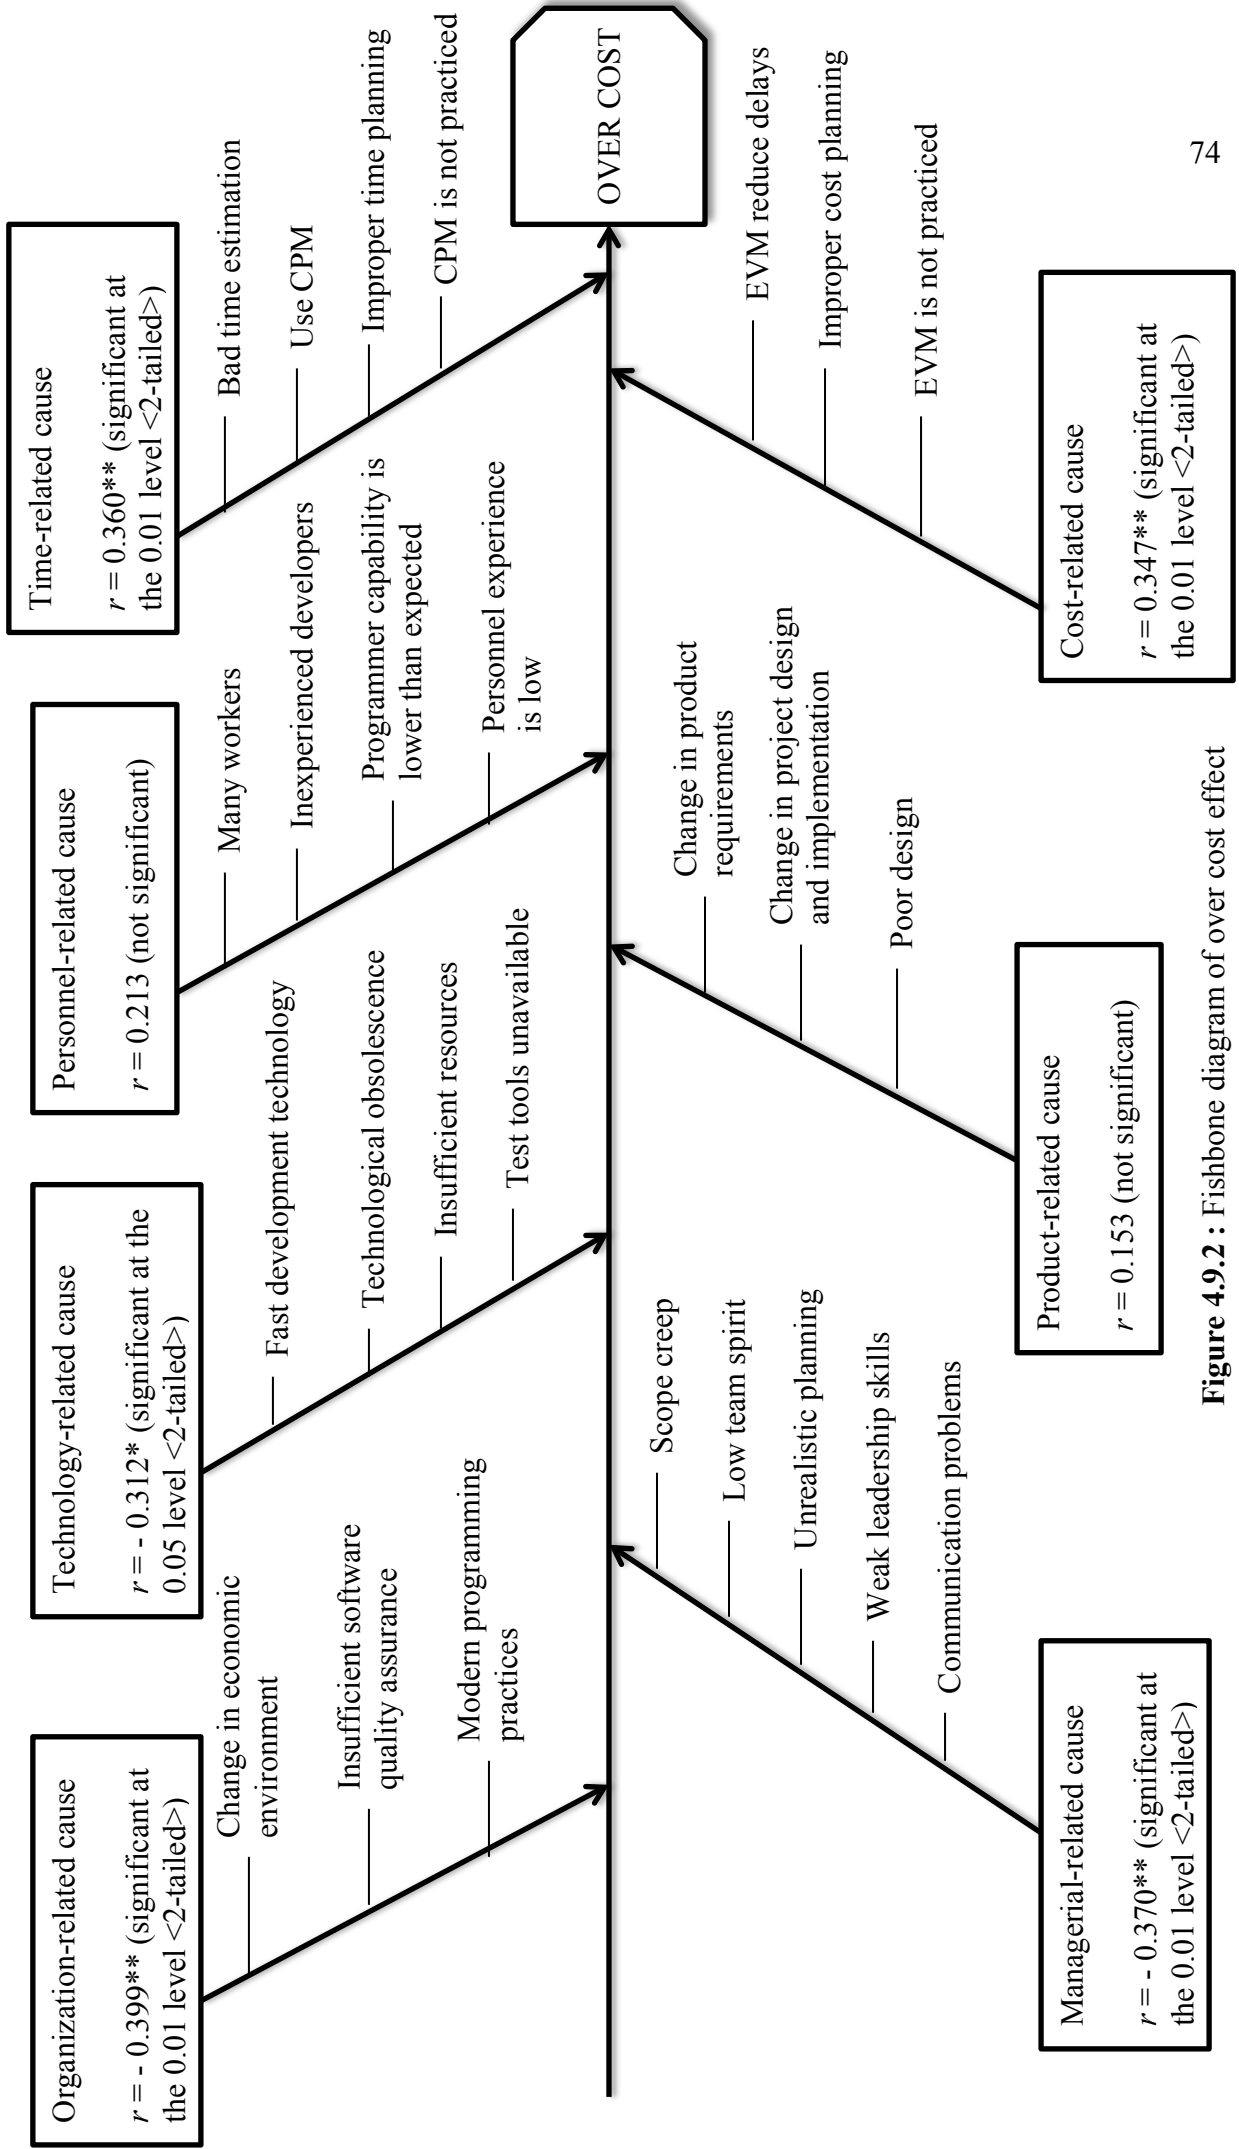 Organization-related cause
r = - 0.399** (significant at
the 0.01 level <2-tailed>)
Change in economic
environment
Insufficient software
quality assurance
Modern programming
practices
Technology-related cause
r = - 0.312* (significant at the
0.05 level <2-tailed>)
Fast development technology
Technological obsolescence
Insufficient resources
Test tools unavailable
Personnel-related cause
r = 0.213 (not significant)
Many workers
Inexperienced developers
Programmer capability is
lower than expected
Personnel experience
is low
Time-related cause
r = 0.360** (significant at
the 0.01 level <2-tailed>)
Bad time estimation
Use CPM
Improper time planning
CPM is not practiced
OVER COST
Scope creep
Low team spirit
Unrealistic planning
Weak leadership skills
Communication problems
Managerial-related cause
r = - 0.370** (significant at
the 0.01 level <2-tailed>)
Change in product
requirements
Change in project design
and implementation
Poor design
Product-related cause
r = 0.153 (not significant)
EVM reduce delays
Improper cost planning
EVM is not practiced
Cost-related cause
r = 0.347** (significant at
the 0.01 level <2-tailed>)
Figure 4.9.2 : Fishbone diagram of over cost effect
74